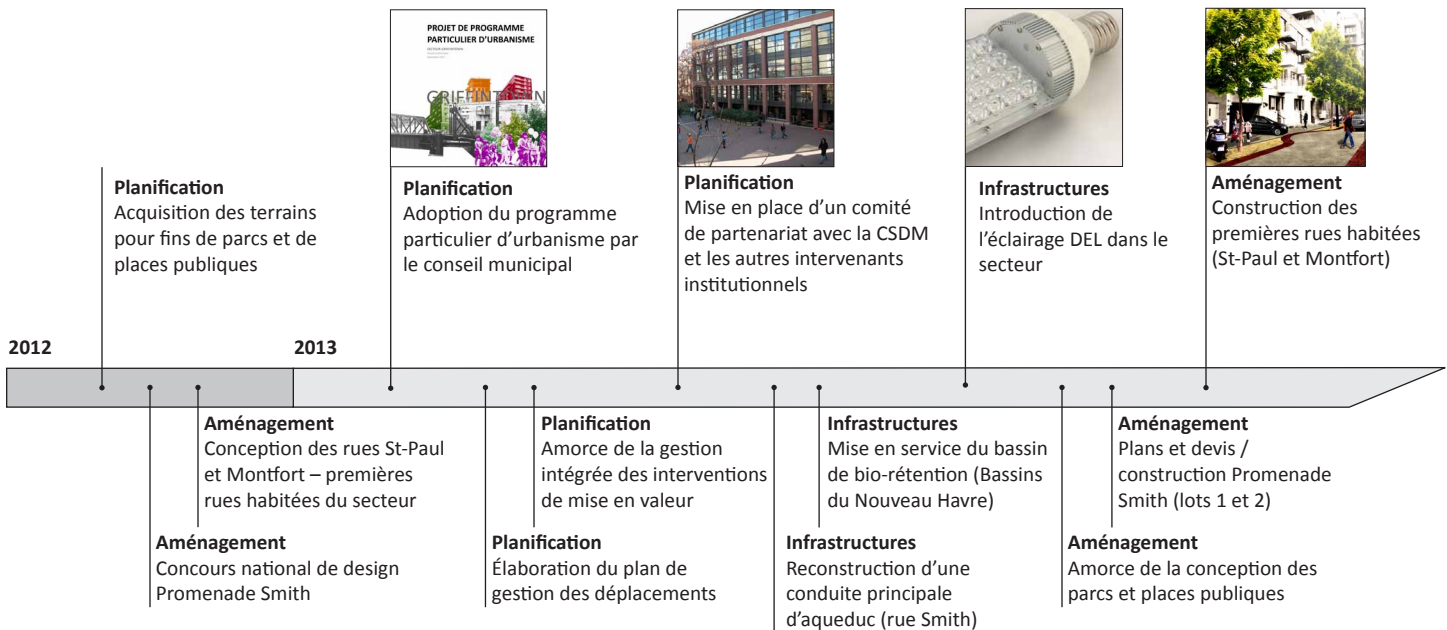 PROJET DE PROGRAMME
PARTICULIER D'URBANISME
GRIFFINTOWN
Planification
Acquisition des terrains
pour fins de parcs et de
places publiques
Planification
Adoption du programme
particulier d'urbanisme par
le conseil municipal
Planification
Mise en place d'un comité
de partenariat avec la CSDM
et les autres intervenants
institutionnels
Infrastructures
Introduction de
l'éclairage DEL dans le
secteur
Aménagement
Construction des
premières rues habitées
(St-Paul et Montfort)
2012
2013
Aménagement
Conception des rues St-Paul
et Montfort – premières
rues habitées du secteur
Aménagement
Concours national de design
Promenade Smith
Planification
Amorce de la gestion
intégrée des interventions
de mise en valeur
Planification
Élaboration du plan de
gestion des déplacements
Infrastructures
Mise en service du bassin
de bio-rétention (Bassins
du Nouveau Havre)
Infrastructures
Reconstruction d'une
conduite principale
d'aqueduc (rue Smith)
Aménagement
Plans et devis /
construction Promenade
Smith (lots 1 et 2)
Aménagement
Amorce de la conception des
parcs et places publiques